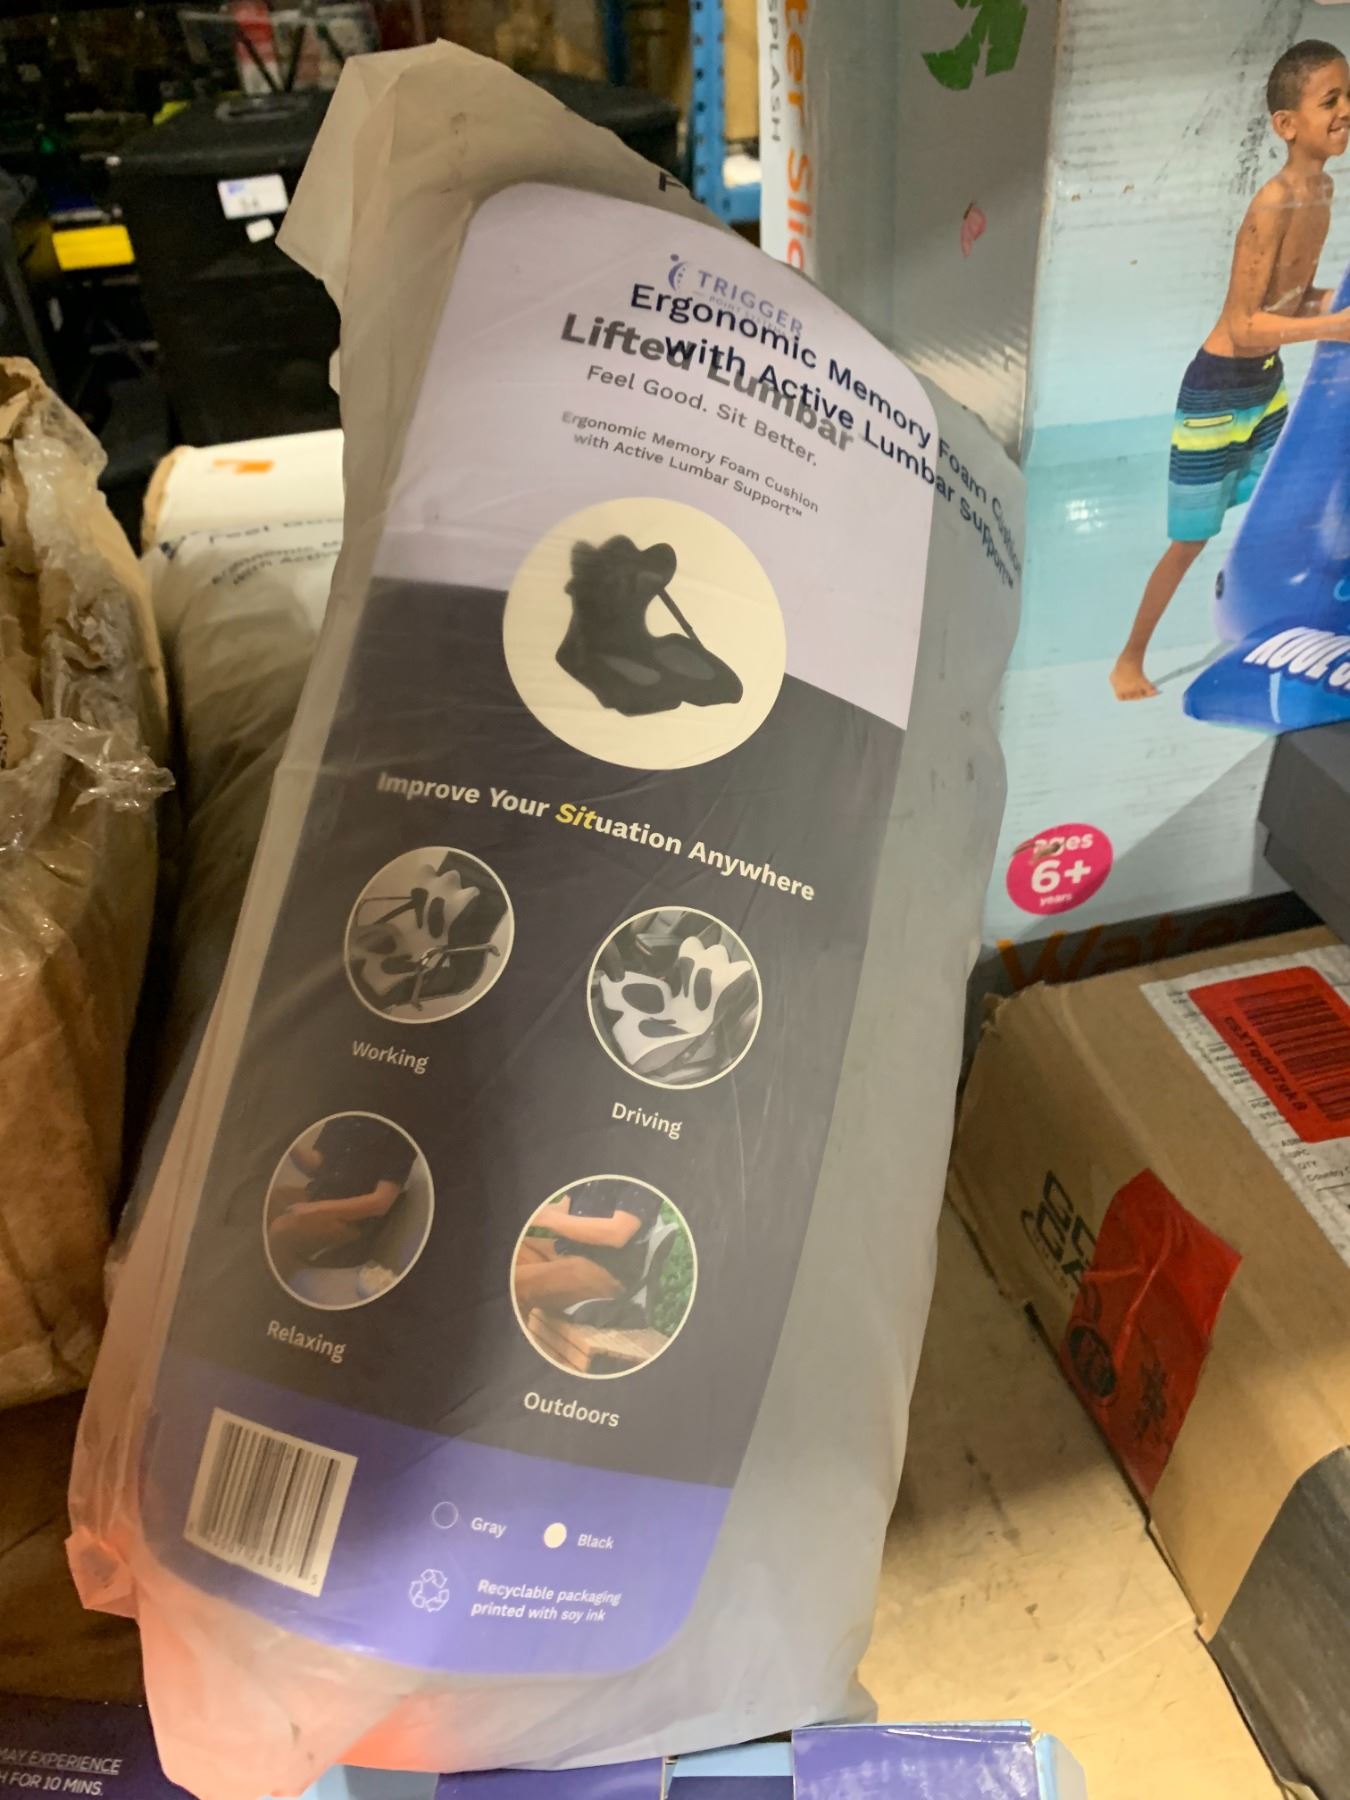 TRIGGER
Ergonomic Memory Foam Cushion
with Active Lumbar Support™
Lifted Lumbar
Feel Good. Sit Better.
Ergonomic Memory Foam Cushion
with Active Lumbar Support™
Improve Your Situation Anywhere
Working
Driving
Relaxing
Outdoors
Gray
Black
Recyclable packaging
printed with soy ink
SPLASH
ages
6+
years
Water
MAY EXPERIENCE
H FOR 10 MINS.